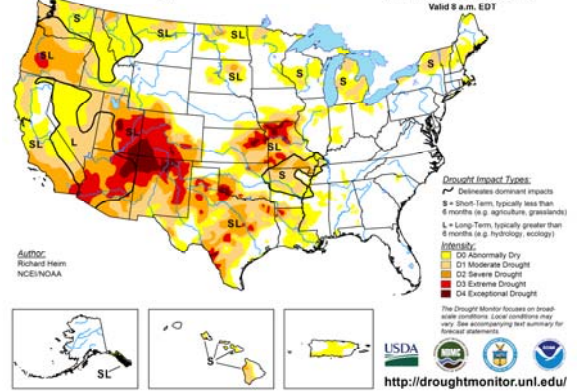 Valid 8 a.m. EDT
S
SL
SL
SL
S
SL
S
S
S
SL
L
SL
SL
S
SL
Drought Impact Types:
Delineates dominant impacts
S = Short-Term, typically less than
6 months (e.g. agriculture, grasslands)
L = Long-Term, typically greater than
6 months (e.g. hydrology, ecology)
Intensity:
D0 Abnormally Dry
D1 Moderate Drought
D2 Severe Drought
D3 Extreme Drought
D4 Exceptional Drought
Author:
Richard Heim
NCEI/NOAA
The Drought Monitor focuses on broad-
scale conditions. Local conditions may
vary. See accompanying text summary for
forecast statements.
SL
S
USDA
NDMC
http://droughtmonitor.unl.edu/